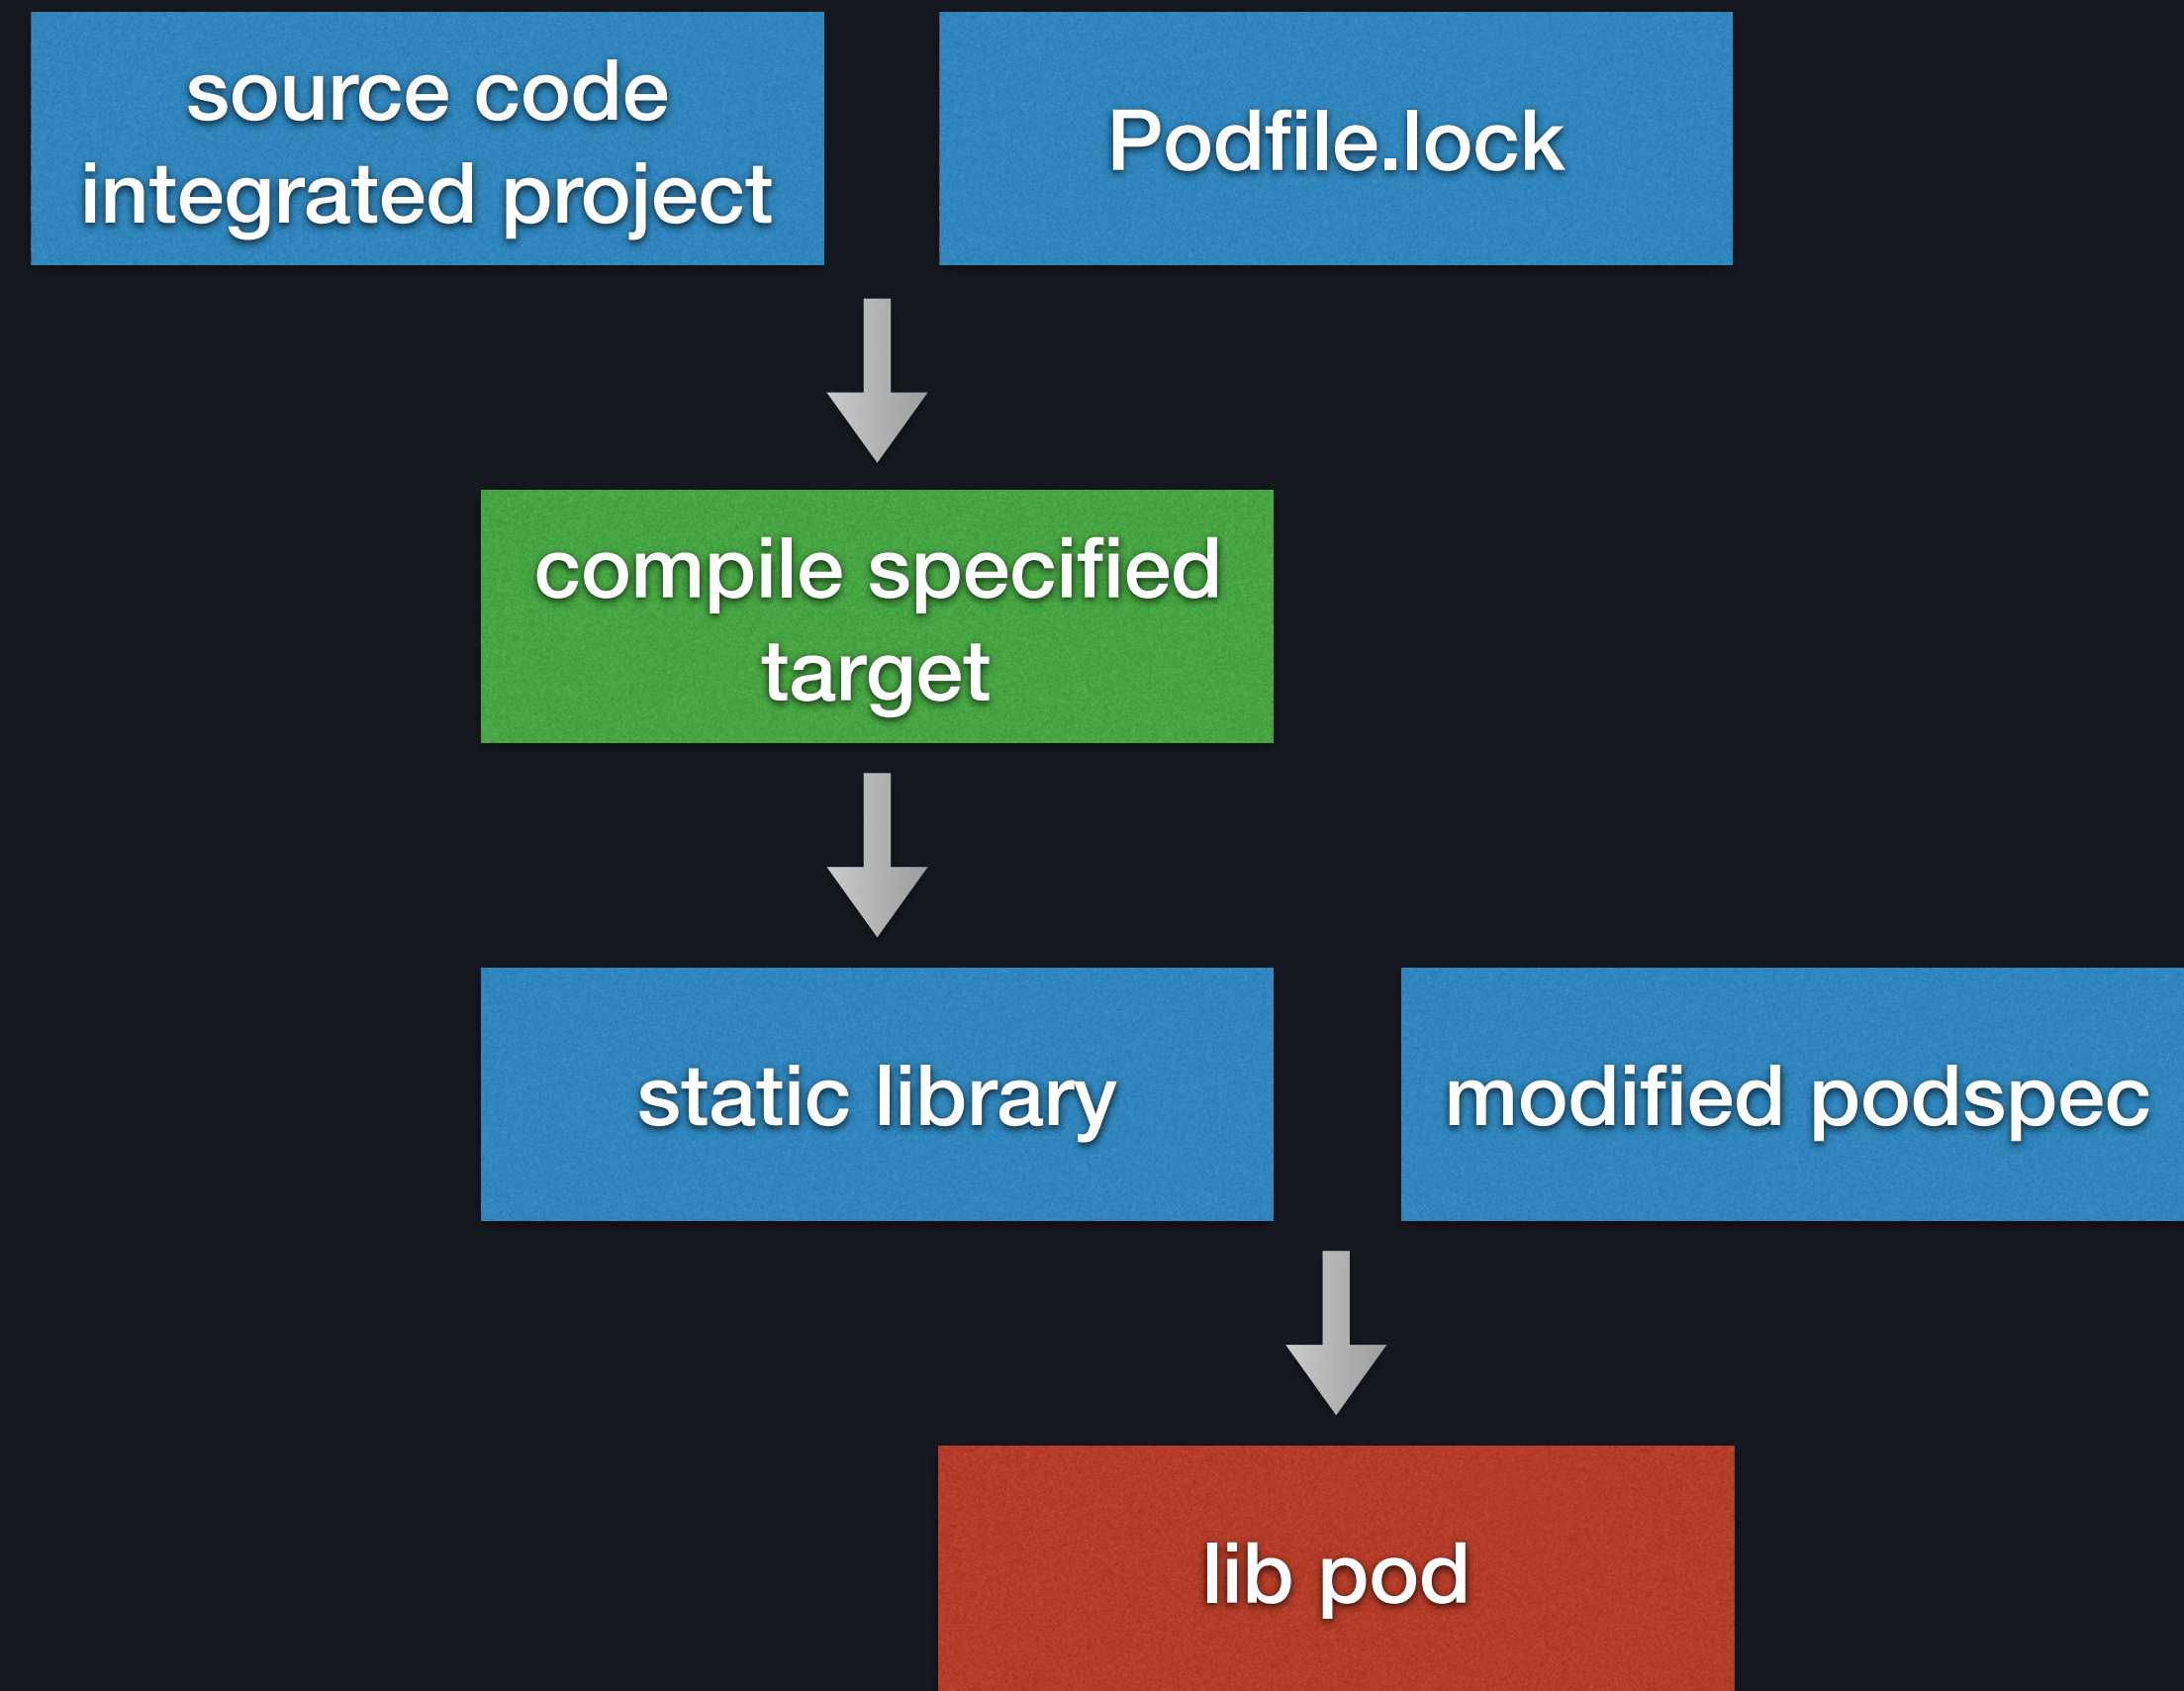 source code
integrated project
Podfile.lock
compile specified
target
static library
modified podspec
lib pod